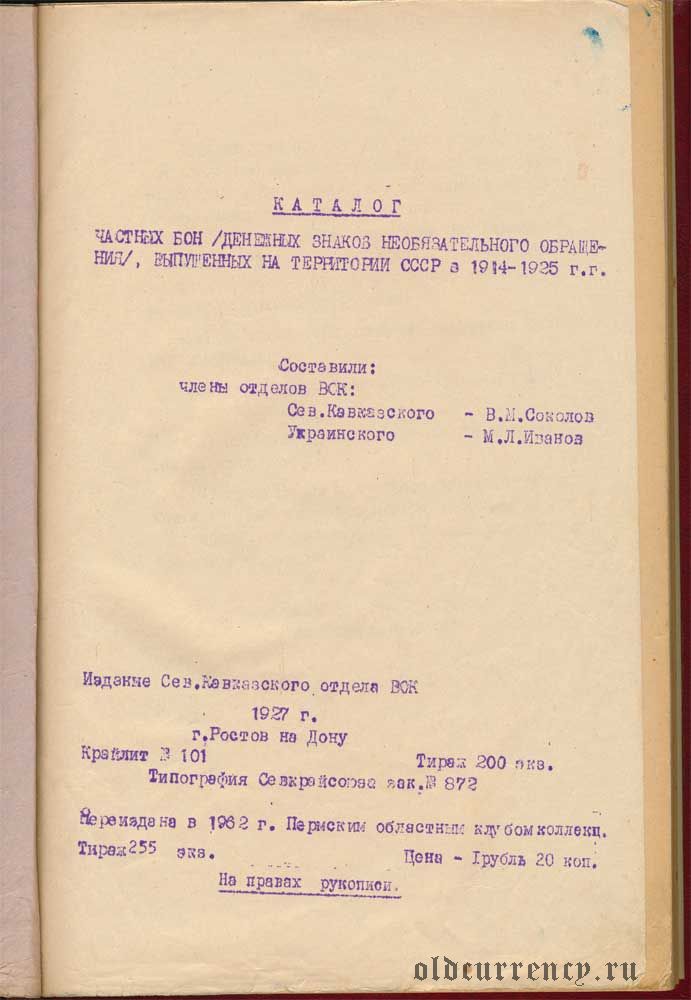 КАТАЛОГ
ЧАСТНЫХ БОН /ДЕНЕЖНЫХ ЗНАКОВ НЕОБЯЗАТЕЛЬНОГО ОБРАЩЕ-
НИЯ/, ВЫПУЩЕННЫХ НА ТЕРРИТОРИИ СССР в 1914-1925 г.г.
Составили:
члены отделов ВСК:
Сев.Кавказского - В.М.Соколов
Украинского - М.Л.Иванов
Издание Сев.Кавказского отдела ВСК
1927 г.
г.Ростов на Дону
Крайлит № 101 Тираж 200 экз.
Типография Севкрайсоюза зак.№ 872
Переиздана в 1962 г. Пермским областным клубом коллекц.
Тираж 255 экз. Цена - 1рубль 20 коп.
На правах рукописи.
oldcurrency.ru